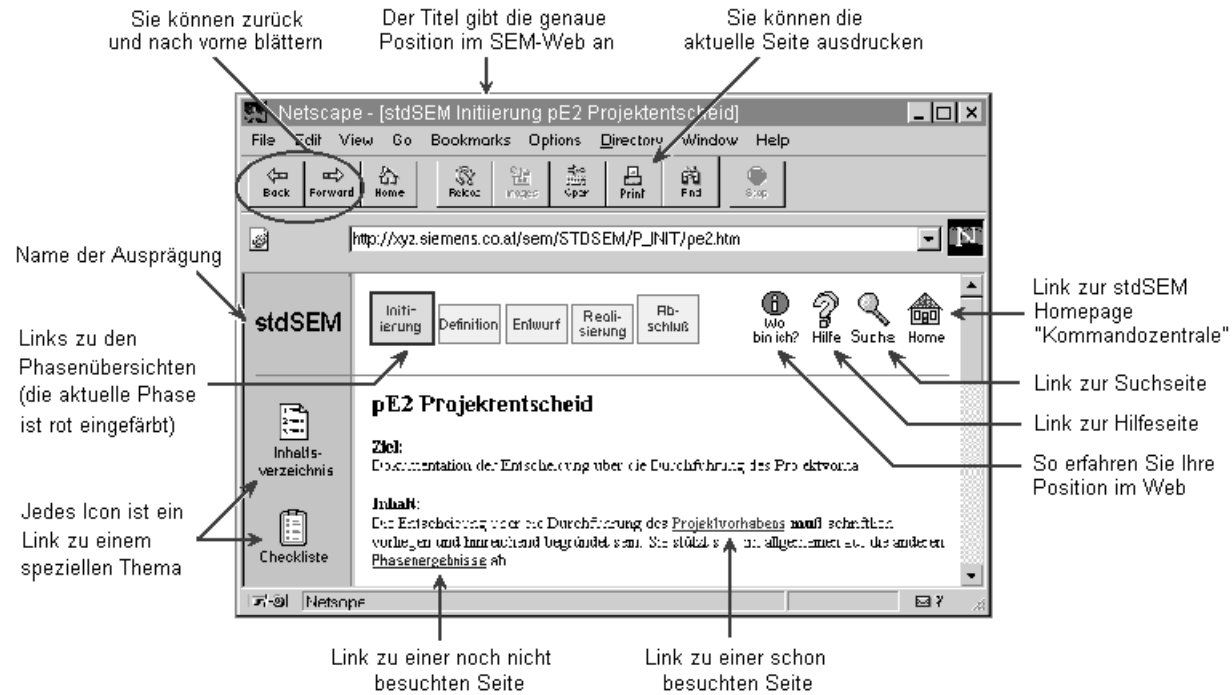 Sie können zurück
und nach vorne blättern
Der Titel gibt die genaue
Position im SEM-Web an
Sie können die
aktuelle Seite ausdrucken
Netscape - [stdSEM Initiierung pE2 Projektentscheid]
File Edit View Go Bookmarks Options Directory Window Help
Back Forward Home Images Print Find Stop
http://xyz.siemens.co.at/sem/STDSEM/P_INIT/pe2.htm
N
Name der Ausprägung
stdSEM
Initi-
ierung
Definition
Entwurf
Reali-
sierung
Ab-
schluß
Wo
bin ich?
Hilfe
Suche
Home
Link zur stdSEM
Homepage
"Kommandozentrale"
Links zu den
Phasenübersichten
(die aktuelle Phase
ist rot eingefärbt)
Link zur Suchseite
Link zur Hilfeseite
So erfahren Sie Ihre
Position im Web
pE2 Projektentscheid
Ziel:
Dokumentation der Entscheidung über die Durchführung des
Inhalt:
Die Entscheidung über die Durchführung des Projektvorhabens muß schriftlich
vorliegen und hinreichend begründet sein. Sie stützt allgemeinen auf die anderen
Phasenergebnisse ab
Inhalts-
verzeichnis
Checkliste
Jedes Icon ist ein
Link zu einem
speziellen Thema
Netscape
Link zu einer noch nicht
besuchten Seite
Link zu einer schon
besuchten Seite